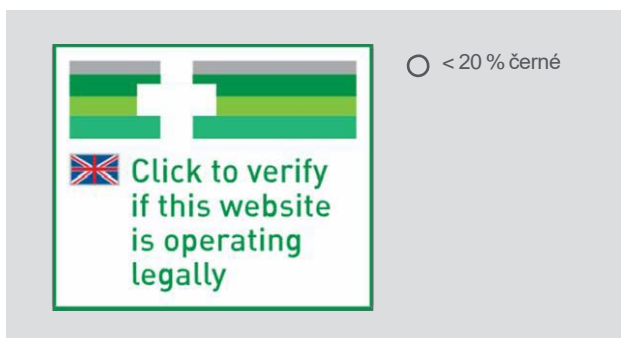 < 20 % černé
Click to verify
if this website
is operating
legally